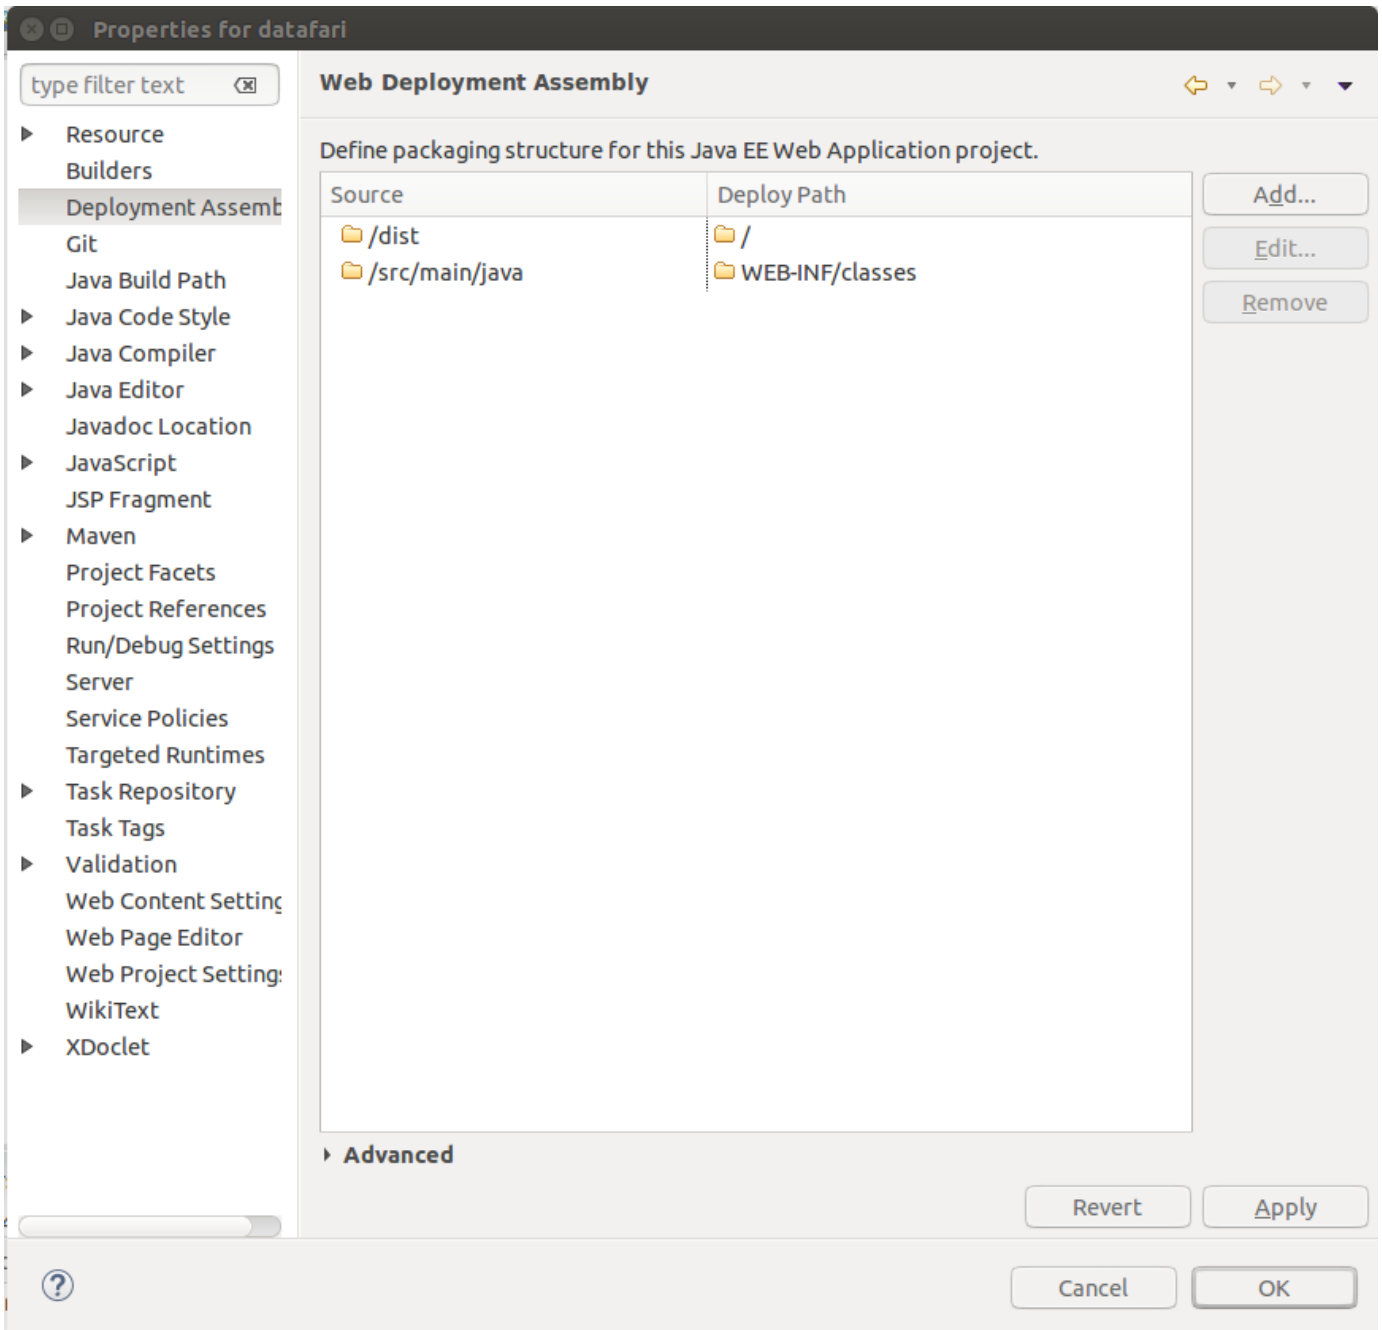 Properties for datafari
type filter text
Resource
Builders
Deployment Assemb
Git
Java Build Path
Java Code Style
Java Compiler
Java Editor
Javadoc Location
JavaScript
JSP Fragment
Maven
Project Facets
Project References
Run/Debug Settings
Server
Service Policies
Targeted Runtimes
Task Repository
Task Tags
Validation
Web Content Setting
Web Page Editor
Web Project Settings
WikiText
XDoclet
Web Deployment Assembly
Define packaging structure for this Java EE Web Application project.
Source Deploy Path
/dist /
/src/main/java WEB-INF/classes
Add...
Edit...
Remove
Advanced
Revert Apply
Cancel OK